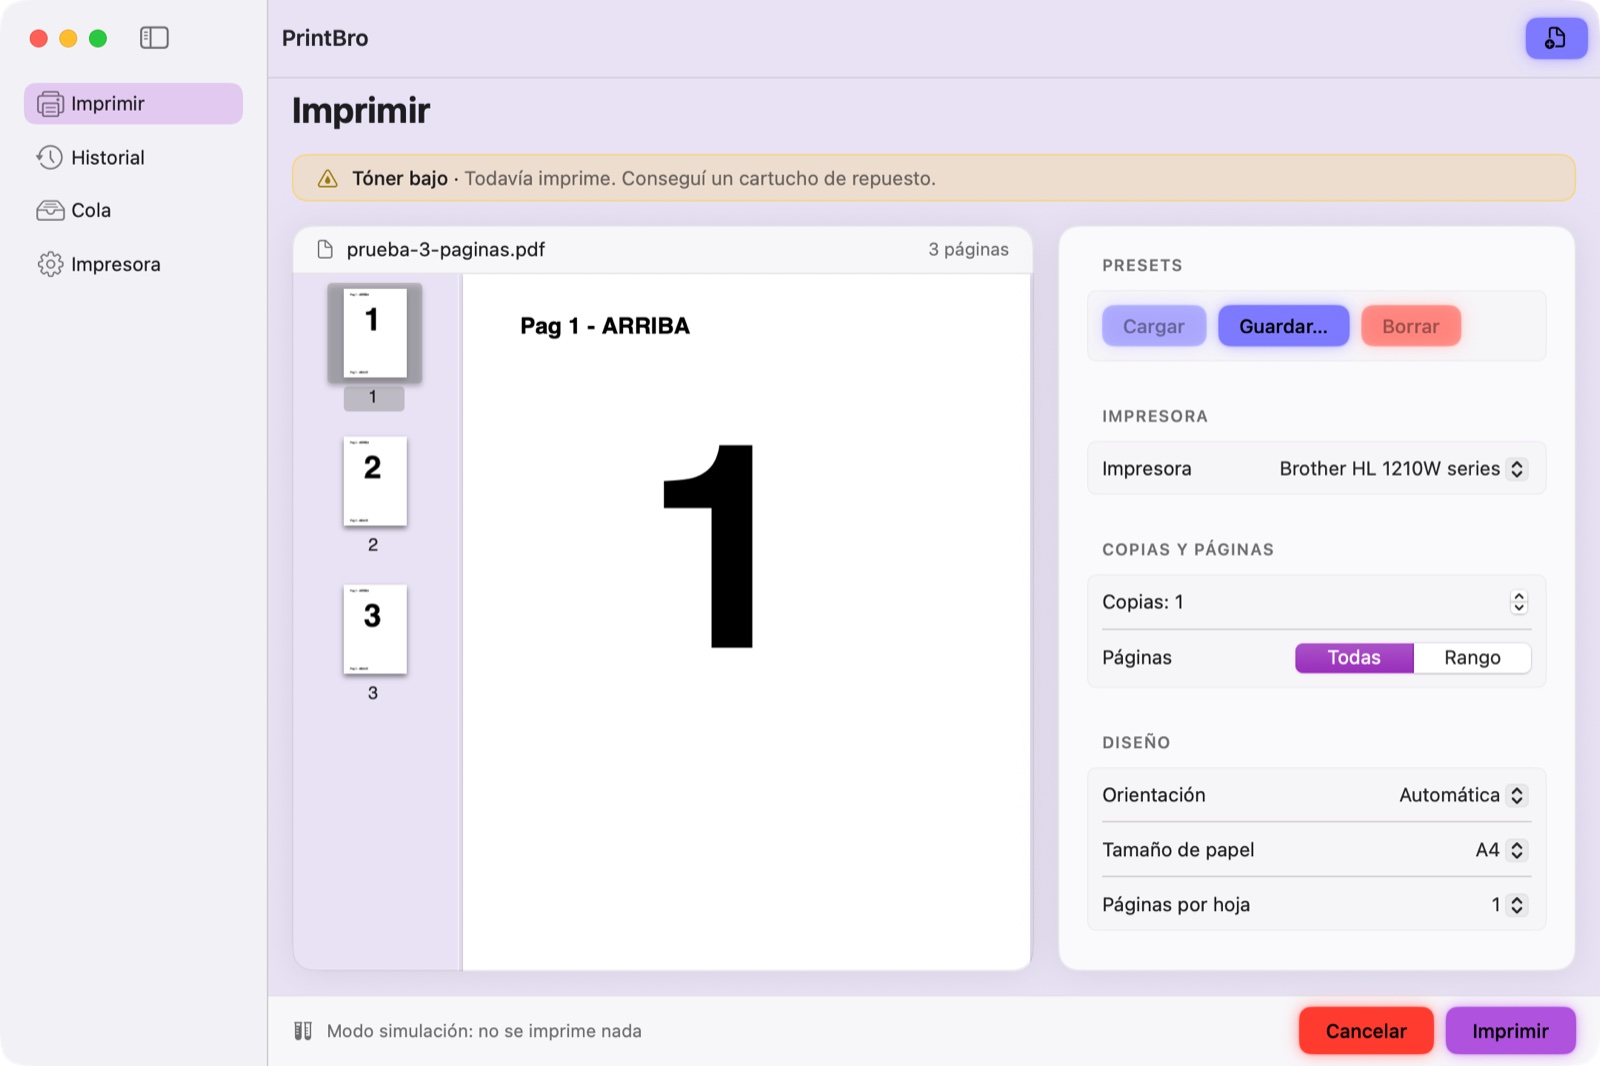 PrintBro
Imprimir
Historial
Cola
Impresora
Imprimir
Tóner bajo · Todavía imprime. Conseguí un cartucho de repuesto.
prueba-3-paginas.pdf
3 páginas
1
1
2
2
3
3
Pag 1 - ARRIBA
1
PRESETS
Cargar
Guardar...
Borrar
IMPRESORA
Impresora
Brother HL 1210W series
COPIAS Y PÁGINAS
Copias: 1
Páginas
Todas
Rango
DISEÑO
Orientación
Automática
Tamaño de papel
A4
Páginas por hoja
1
Modo simulación: no se imprime nada
Cancelar
Imprimir